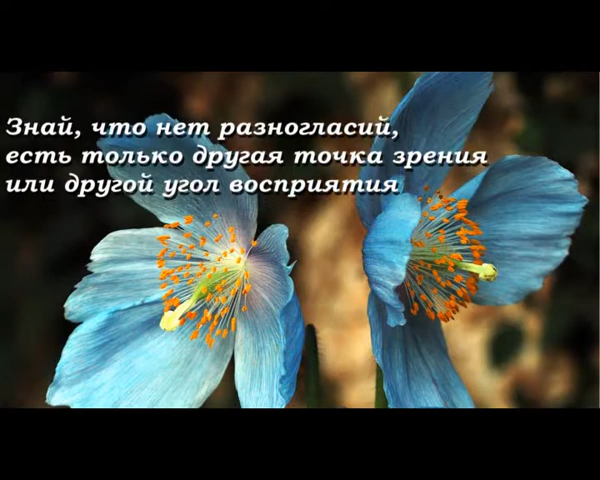 Знай, что нет разногласий,
есть только другая точка зрения
или другой угол восприятия